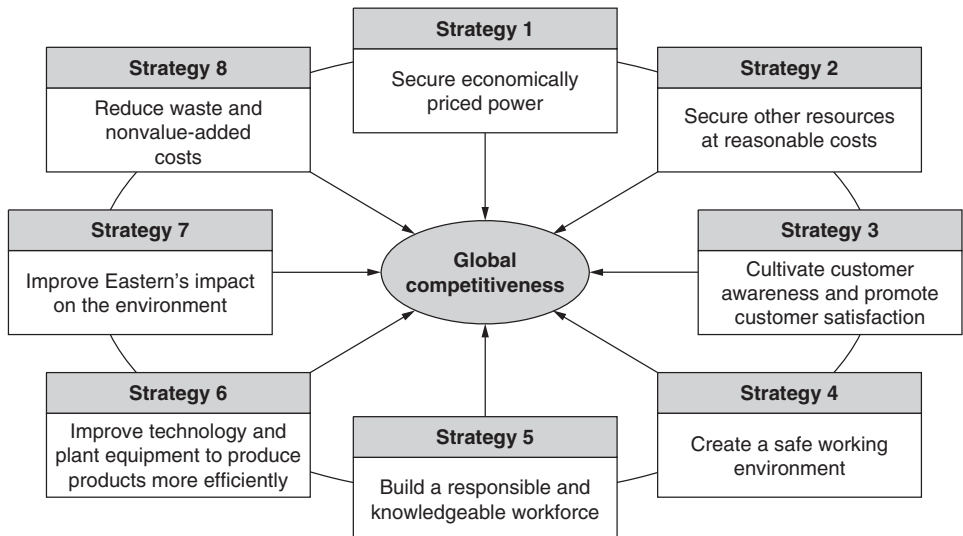 Strategy 1
Secure economically
priced power
Strategy 2
Secure other resources
at reasonable costs
Strategy 3
Cultivate customer
awareness and promote
customer satisfaction
Strategy 4
Create a safe working
environment
Strategy 5
Build a responsible and
knowledgeable workforce
Strategy 6
Improve technology and
plant equipment to produce
products more efficiently
Strategy 7
Improve Eastern’s impact
on the environment
Strategy 8
Reduce waste and
nonvalue-added
costs
Global
competitiveness